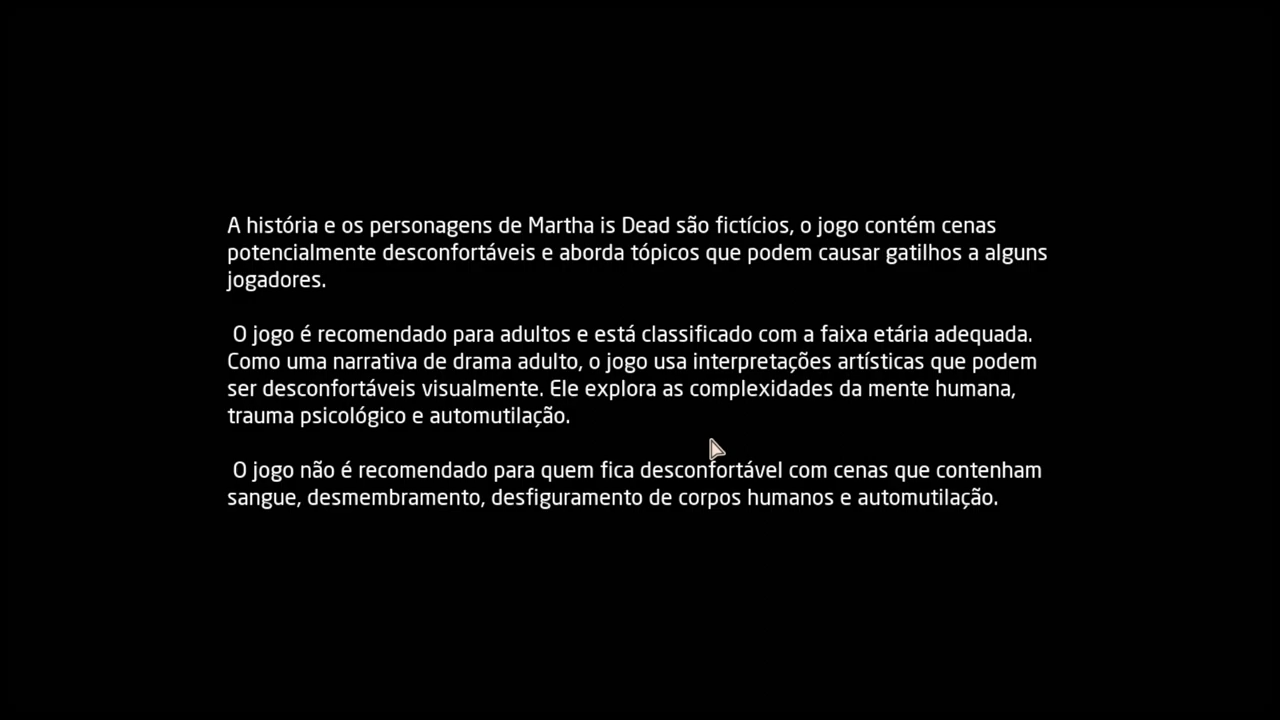 A história e os personagens de Martha is Dead são fictícios, o jogo contém cenas
potencialmente desconfortáveis e aborda tópicos que podem causar gatilhos a alguns
jogadores.
O jogo é recomendado para adultos e está classificado com a faixa etária adequada.
Como uma narrativa de drama adulto, o jogo usa interpretações artísticas que podem
ser desconfortáveis visualmente. Ele explora as complexidades da mente humana,
trauma psicológico e automutilação.
O jogo não é recomendado para quem fica desconfortável com cenas que contenham
sangue, desmembramento, desfiguramento de corpos humanos e automutilação.